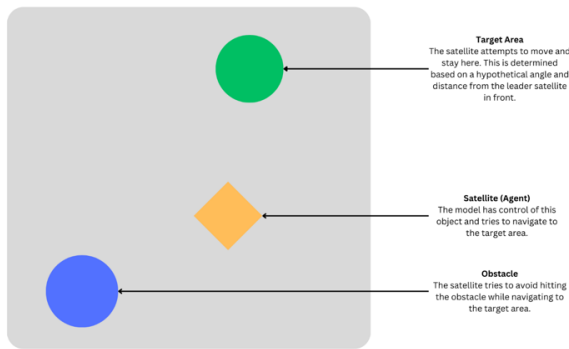 Target Area
The satellite attempts to move and
stay here. This is determined
based on a hypothetical angle and
distance from the leader satellite
in front.
Satellite (Agent)
The model has control of this
object and tries to navigate to
the target area.
Obstacle
The satellite tries to avoid hitting
the obstacle while navigating to
the target area.